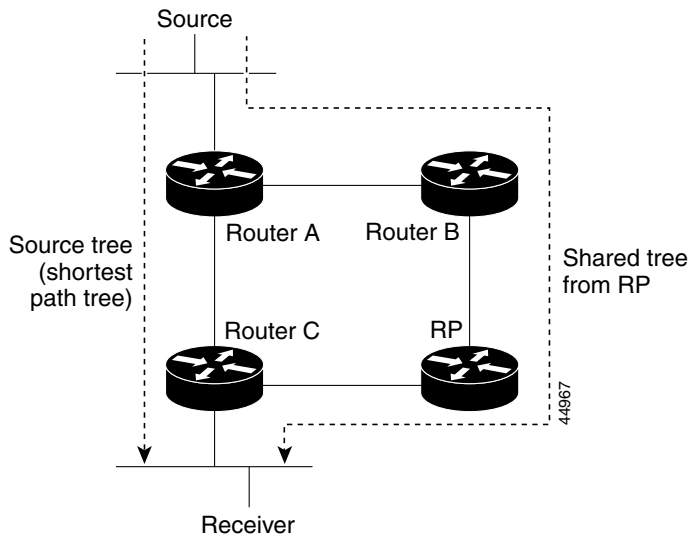 Source
Router A
Router B
Source tree
(shortest
path tree)
Shared tree
from RP
Router C
RP
44967
Receiver